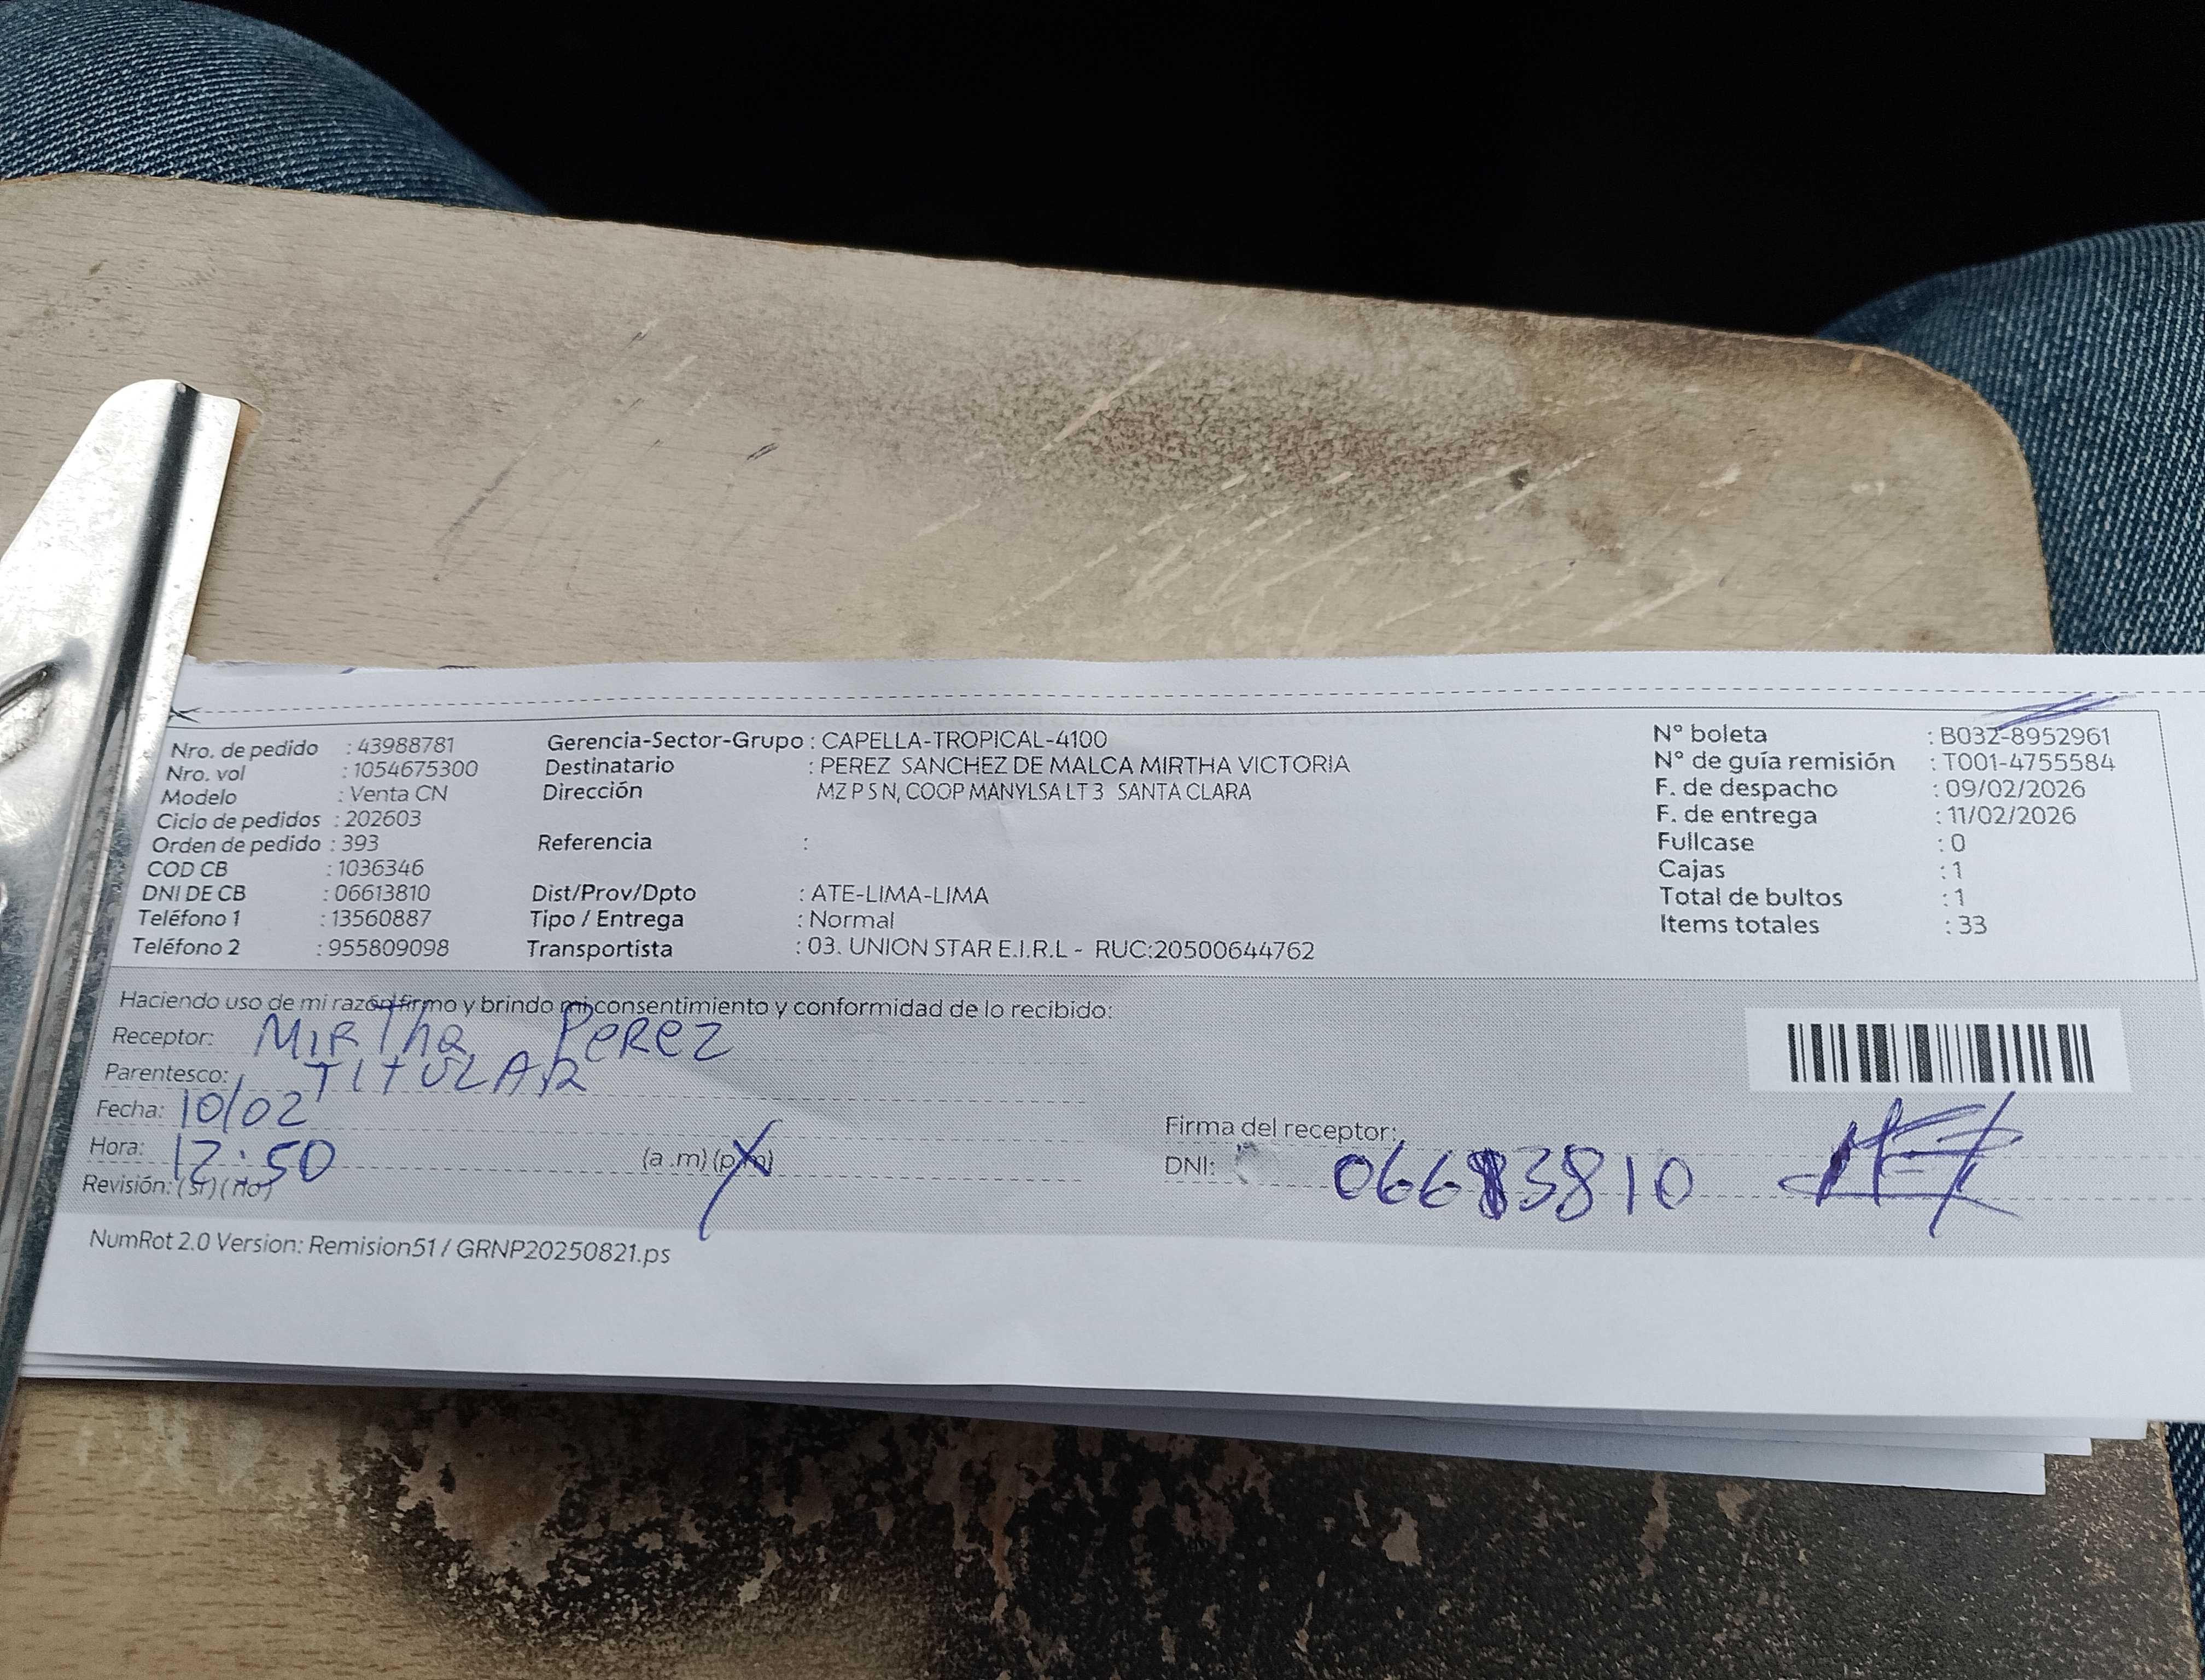 Nro. de pedido : 43988781 Gerencia-Sector-Grupo : CAPELLA-TROPICAL-4100 N° boleta : B032-8952961
Nro. vol : 1054675300 Destinatario : PEREZ SANCHEZ DE MALCA MIRTHA VICTORIA N° de guía remisión : T001-4755584
Modelo : Venta CN Dirección MZ P S N, COOP MANYLSA LT 3 SANTA CLARA F. de despacho : 09/02/2026
Ciclo de pedidos : 202603 F. de entrega : 11/02/2026
Orden de pedido : 393 Referencia : Fullcase : 0
COD CB : 1036346 Cajas : 1
DNI DE CB : 06613810 Dist/Prov/Dpto : ATE-LIMA-LIMA Total de bultos : 1
Teléfono 1 : 13560887 Tipo / Entrega : Normal Items totales : 33
Teléfono 2 : 955809098 Transportista : 03. UNION STAR E.I.R.L - RUC:20500644762
Haciendo uso de mi razón firmo y brindo mi consentimiento y conformidad de lo recibido:
Receptor: MIRTha PeReZ
Parentesco: TITULAR
Fecha: 10/02
Hora: 12:50 (a .m) (p.m)
Revisión: (si) (no)
Firma del receptor:
DNI: 06613810
NumRot 2.0 Version: Remision51 / GRNP20250821.ps